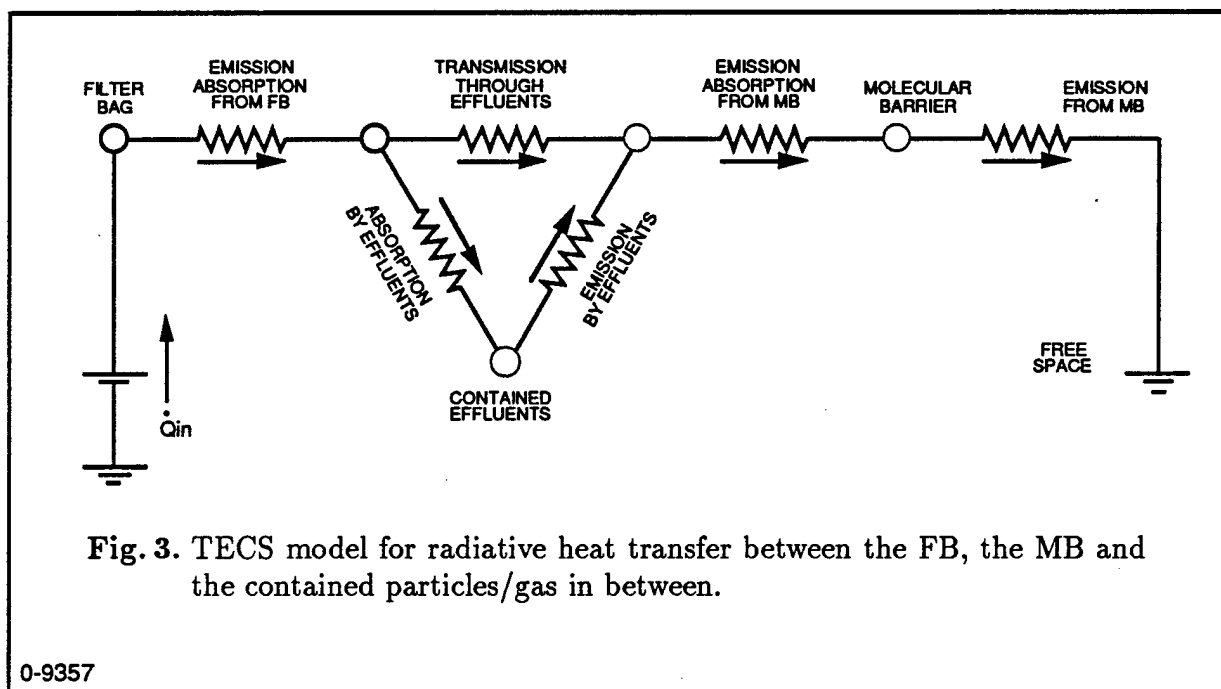 FILTER
BAG
EMISSION
ABSORPTION
FROM FB
TRANSMISSION
THROUGH
EFFLUENTS
EMISSION
ABSORPTION
FROM MB
MOLECULAR
BARRIER
EMISSION
FROM MB
ABSORPTION
BY EFFLUENTS
EMISSION
BY EFFLUENTS
CONTAINED
EFFLUENTS
FREE
SPACE
Q̇in
Fig. 3. TECS model for radiative heat transfer between the FB, the MB and
the contained particles/gas in between.
0-9357